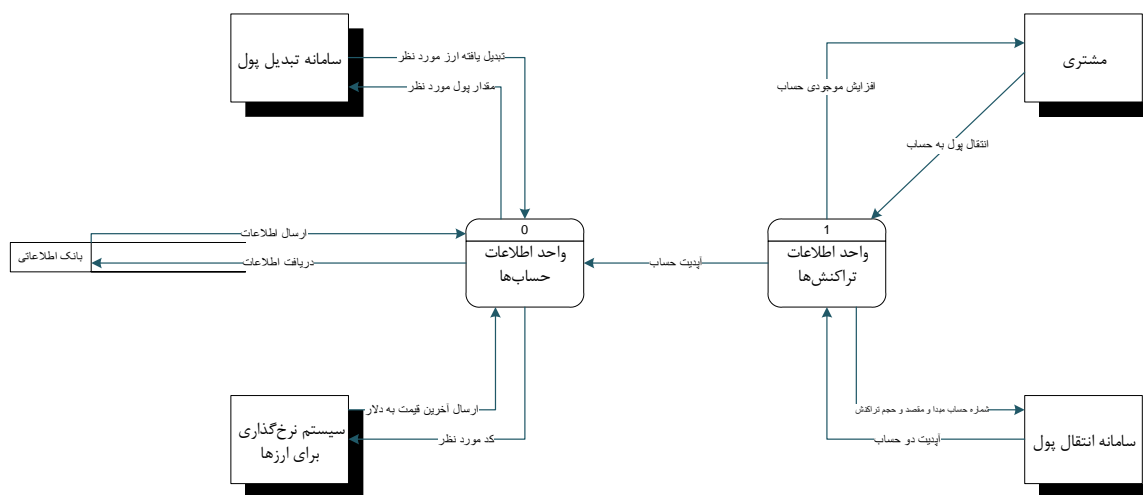 مشتری
افزایش موجودی حساب
انتقال پول به حساب
تبدیل یافته ارز مورد نظر
مقدار پول مورد نظر
سامانه تبدیل پول
1
واحد اطلاعات
تراکنش‌ها
آپدیت حساب
0
واحد اطلاعات
حساب‌ها
ارسال اطلاعات
دریافت اطلاعات
بانک اطلاعاتی
شماره حساب مبدا و مقصد و حجم تراکنش
آپدیت دو حساب
سامانه انتقال پول
ارسال آخرین قیمت به دلار
کد مورد نظر
سیستم نرخ‌گذاری
برای ارزها